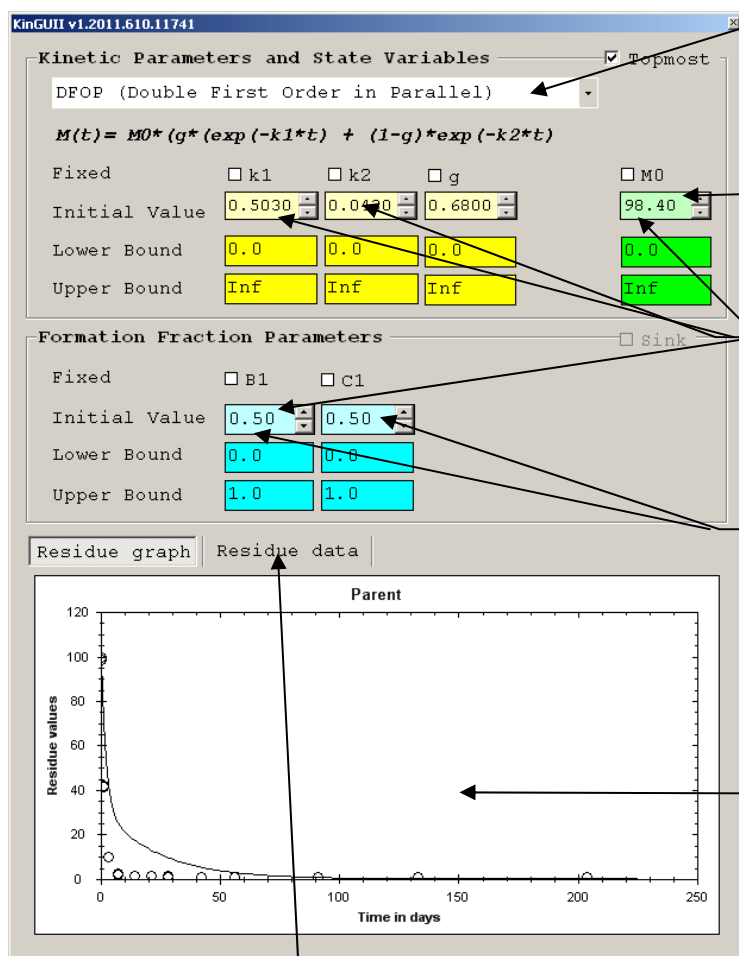 KinGUII v1.2011.610.11741
Kinetic Parameters and State Variables Topmost
DFOP (Double First Order in Parallel)
M(t)= M0*(g*(exp(-k1*t) + (1-g)*exp(-k2*t)
Fixed k1 k2 g M0
Initial Value 0.5030 0.6800 98.40
Lower Bound 0.0 0.0 0.0 0.0
Upper Bound Inf Inf Inf Inf
Formation Fraction Parameters Sink
Fixed B1 C1
Initial Value 0.50 0.50
Lower Bound 0.0 0.0
Upper Bound 1.0 1.0
Residue graph Residue data
Parent
120
100
80
60
40
20
0
Residue values
0 50 100 150 200 250
Time in days